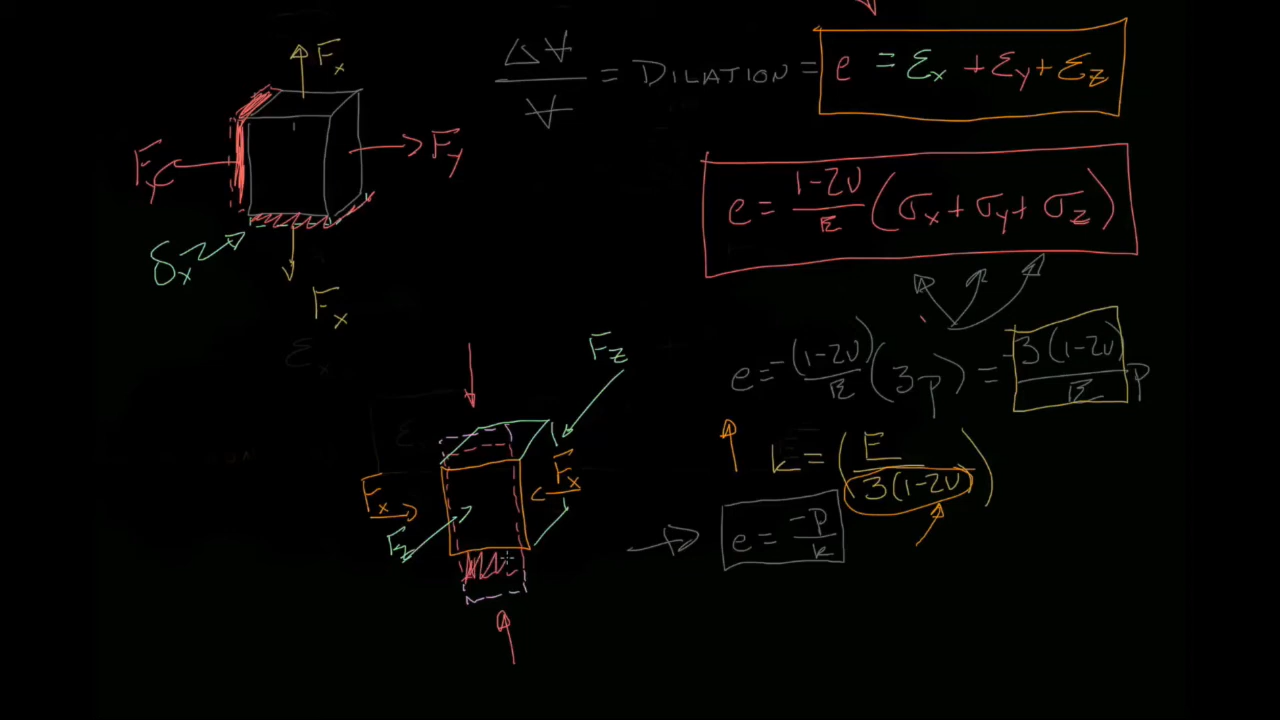 F_x
ΔV / V = DILATION = e = ε_x + ε_y + ε_z
F_y
F_y
e = (1-2ν)/E (σ_x + σ_y + σ_z)
δ_x
F_x
ε_x
F_z
e = -(1-2ν)/E (3p) = -3(1-2ν)/E p
k = (E / 3(1-2ν))
F_x
F_x
F_z
e = -p/k